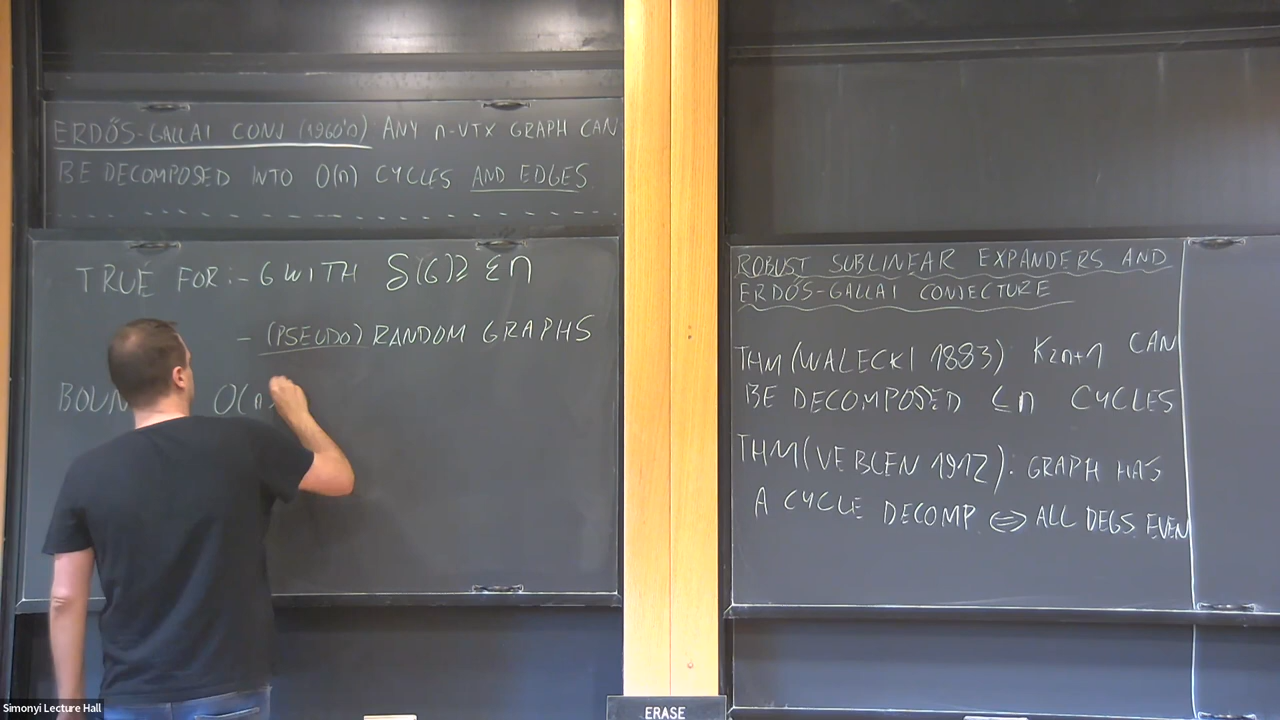 ERDŐS-GALLAI CONJ (1960'n) ANY n-VTX GRAPH CAN
BE DECOMPOSED INTO O(n) CYCLES AND EDGES.
TRUE FOR:- G WITH δ(G) ≥ εn
- (PSEUDO) RANDOM GRAPHS
O(n
ROBUST SUBLINEAR EXPANDERS AND
ERDŐS-GALLAI CONJECTURE
THM (WALECKI 1883) K2n+1 CAN
BE DECOMPOSED ≤n CYCLES
THM (VEBLEN 1912): GRAPH HAS
A CYCLE DECOMP ⇔ ALL DEGS EVEN
ERASE
Simonyi Lecture Hall